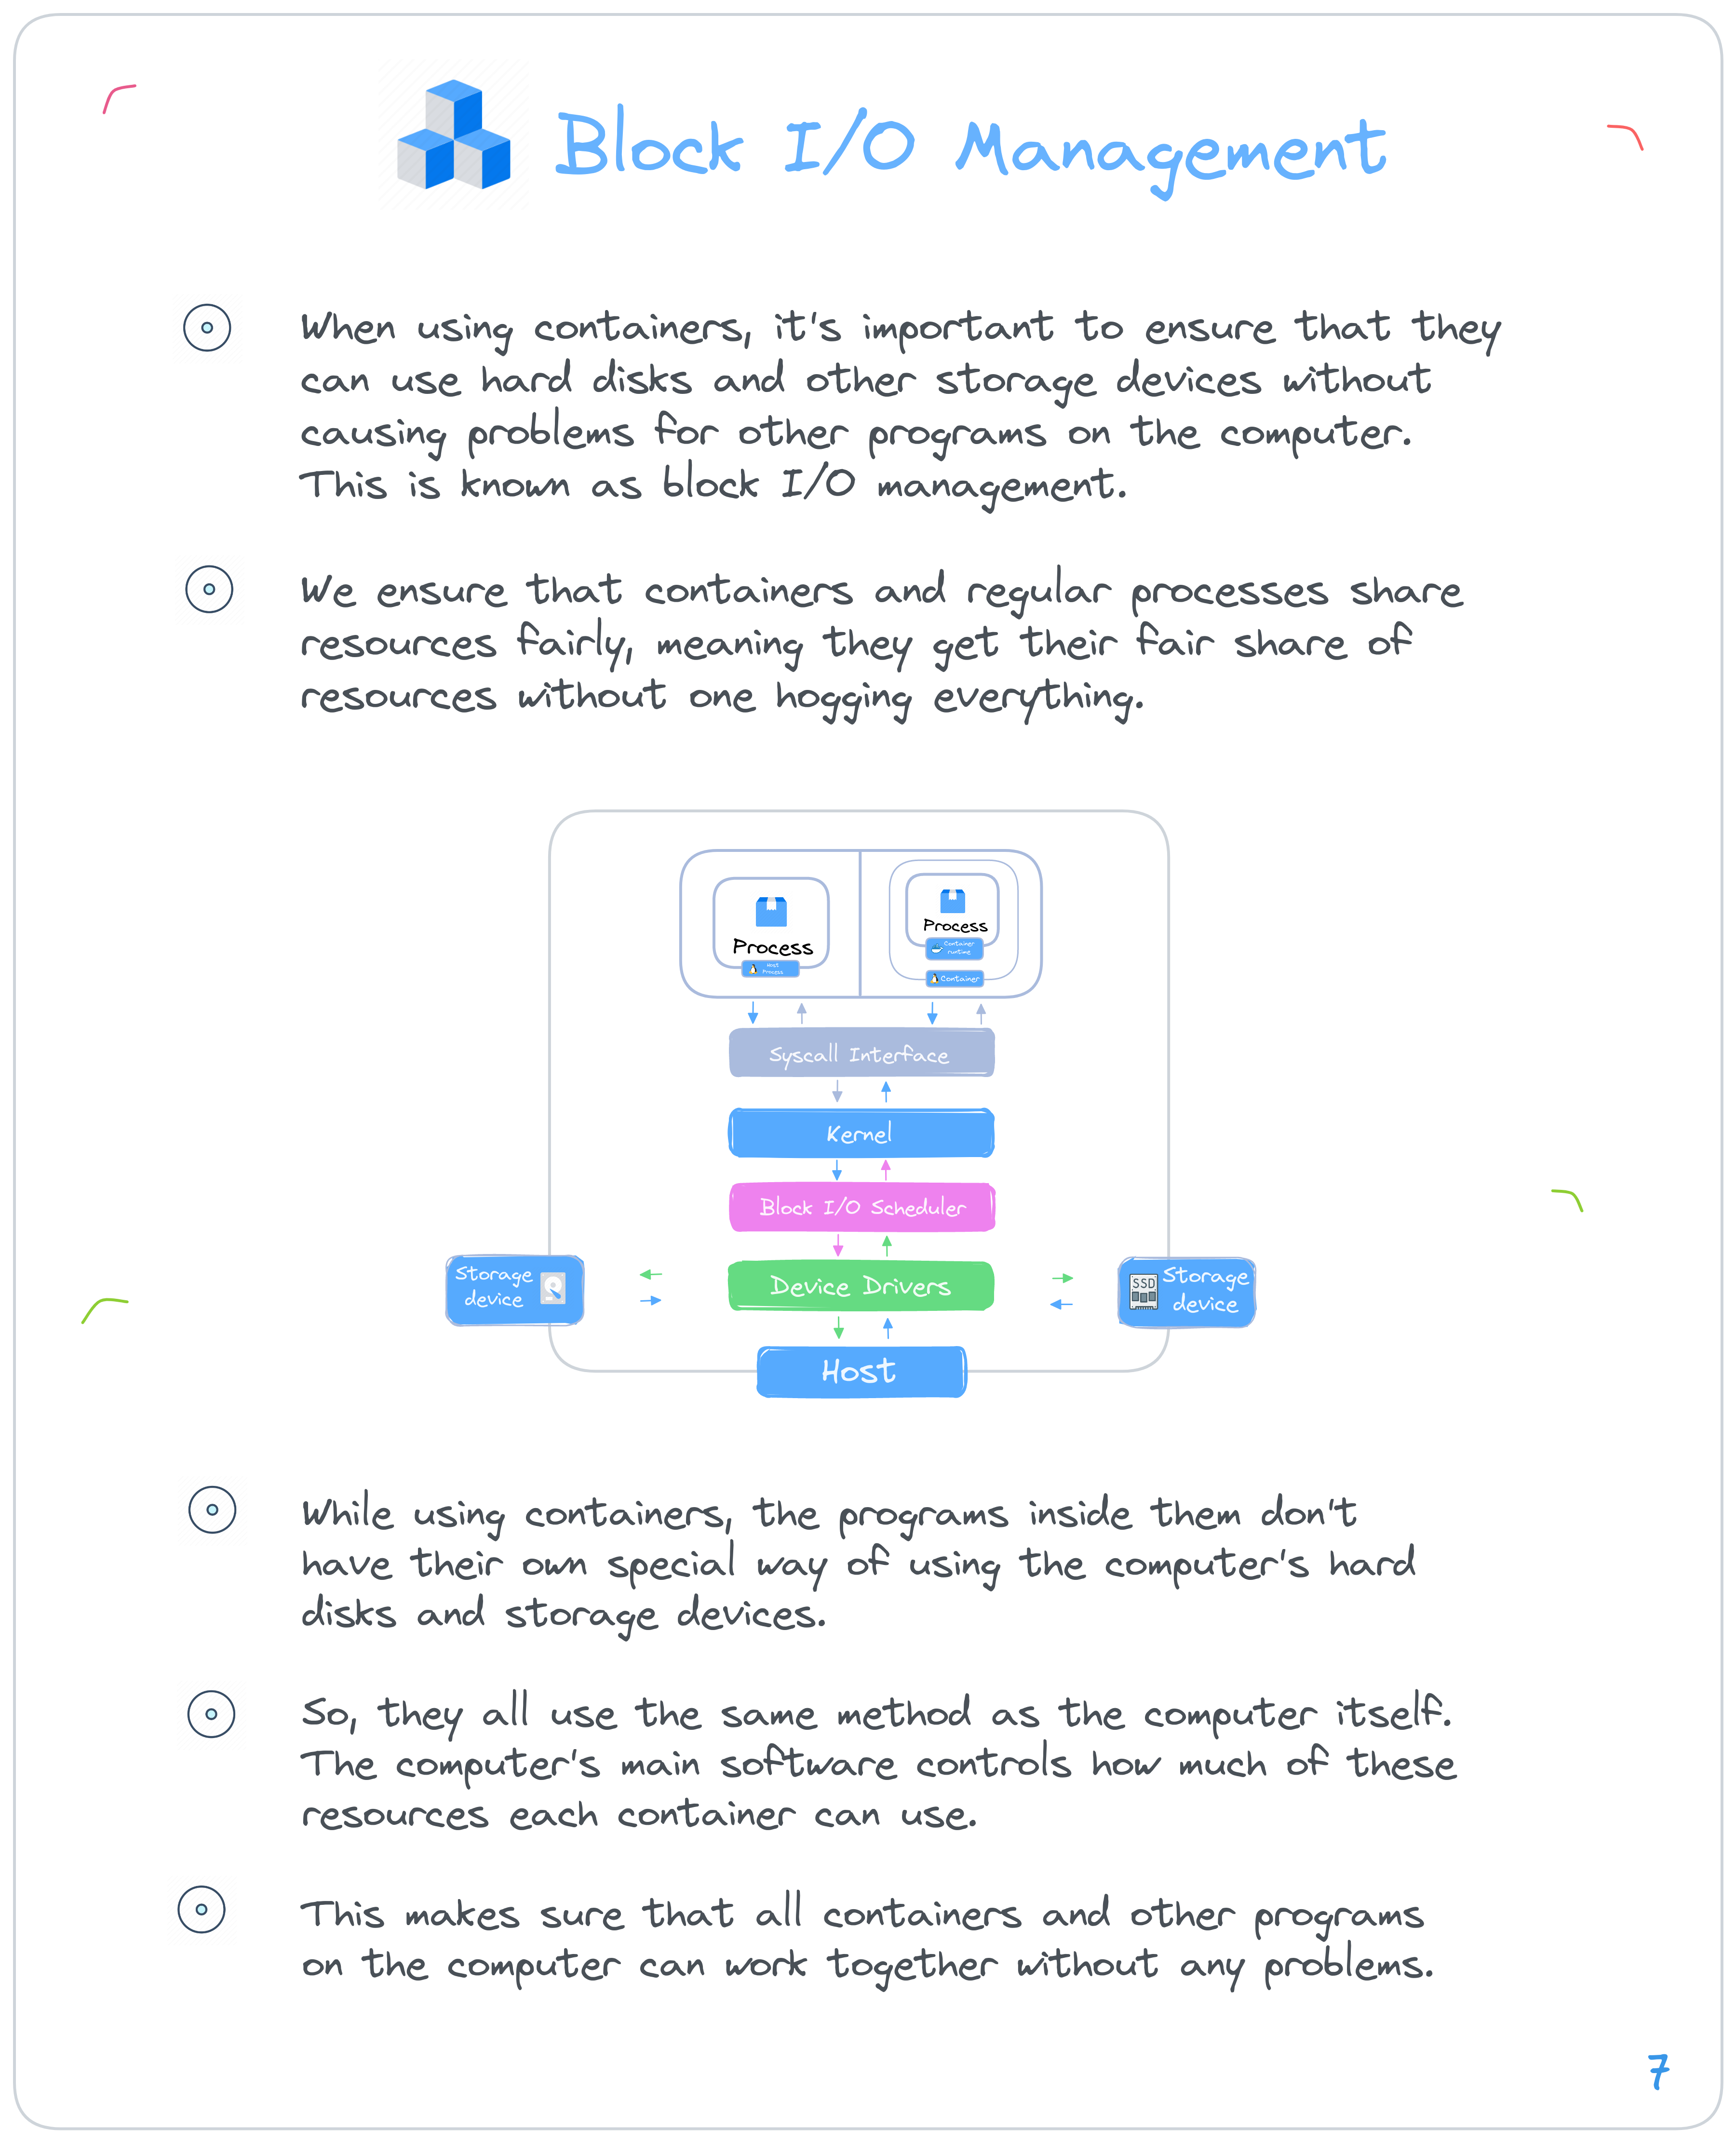 Block I/O Management
When using containers, it's important to ensure that they
can use hard disks and other storage devices without
causing problems for other programs on the computer.
This is known as block I/O management.
We ensure that containers and regular processes share
resources fairly, meaning they get their fair share of
resources without one hogging everything.
Process
Host
Process
Process
Container
runtime
Container
Syscall Interface
Kernel
Block I/O Scheduler
Storage
device
Device Drivers
SSD
Storage
device
Host
While using containers, the programs inside them don't
have their own special way of using the computer's hard
disks and storage devices.
So, they all use the same method as the computer itself.
The computer's main software controls how much of these
resources each container can use.
This makes sure that all containers and other programs
on the computer can work together without any problems.
7